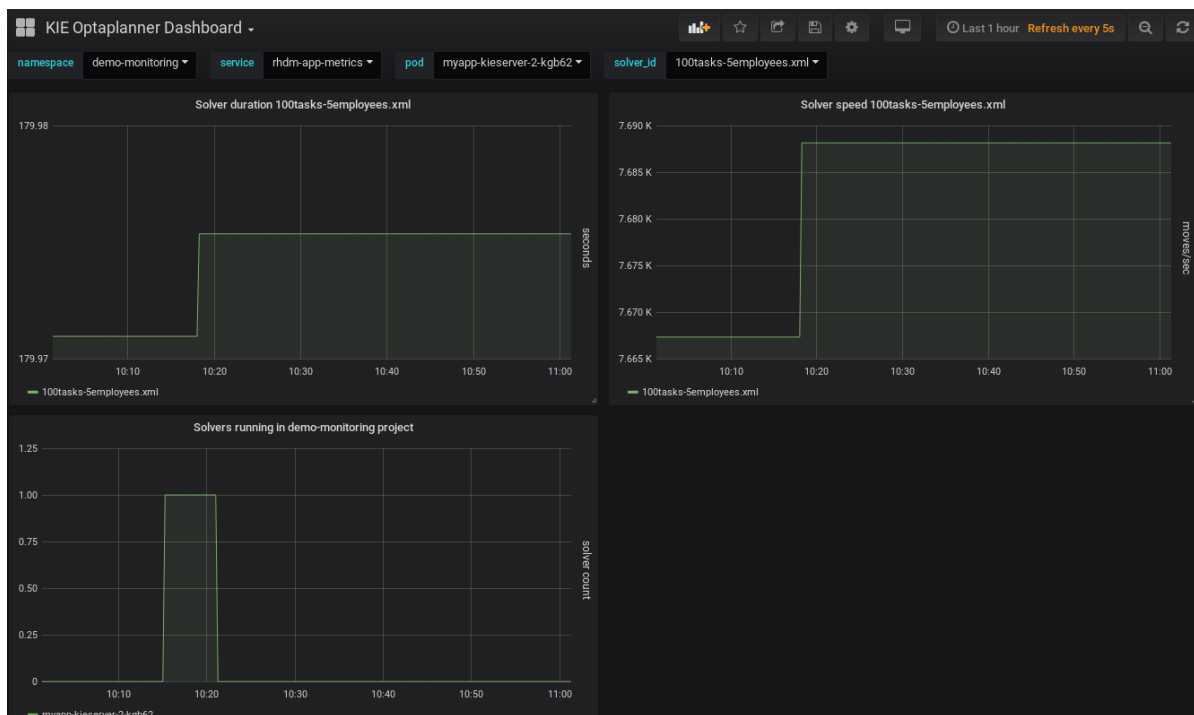 KIE Optaplanner Dashboard
Last 1 hour Refresh every 5s
namespace demo-monitoring service rhdm-app-metrics pod myapp-kieserver-2-kgb62 solver_id 100tasks-5employees.xml
Solver duration 100tasks-5employees.xml
179.98
179.97
seconds
10:10 10:20 10:30 10:40 10:50 11:00
100tasks-5employees.xml
Solver speed 100tasks-5employees.xml
7.690 K
7.685 K
7.680 K
7.675 K
7.670 K
7.665 K
moves/sec
10:10 10:20 10:30 10:40 10:50 11:00
100tasks-5employees.xml
Solvers running in demo-monitoring project
1.25
1.00
0.75
0.50
0.25
0
solver count
10:10 10:20 10:30 10:40 10:50 11:00
myapp-kieserver-2-kgb62